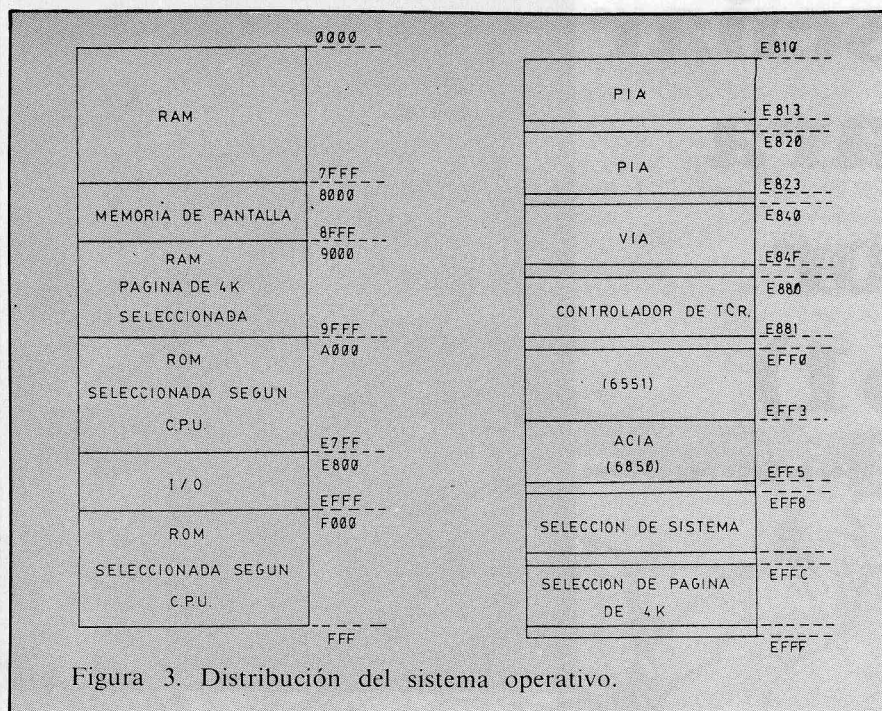 0000
RAM
7FFF
8000
MEMORIA DE PANTALLA
8FFF
9000
RAM
PAGINA DE 4K
SELECCIONADA
9FFF
A000
ROM
SELECCIONADA SEGUN
C.P.U.
E7FF
E800
I/O
EFFF
F000
ROM
SELECCIONADA SEGUN
C.P.U.
FFF
E810
PIA
E813
E820
PIA
E823
E840
VIA
E84F
E880
CONTROLADOR DE TCR.
E881
EFF0
(6551)
EFF3
ACIA
(6850)
EFF5
EFF8
SELECCION DE SISTEMA
EFFC
SELECCION DE PAGINA
DE 4K
EFFF
Figura 3. Distribución del sistema operativo.